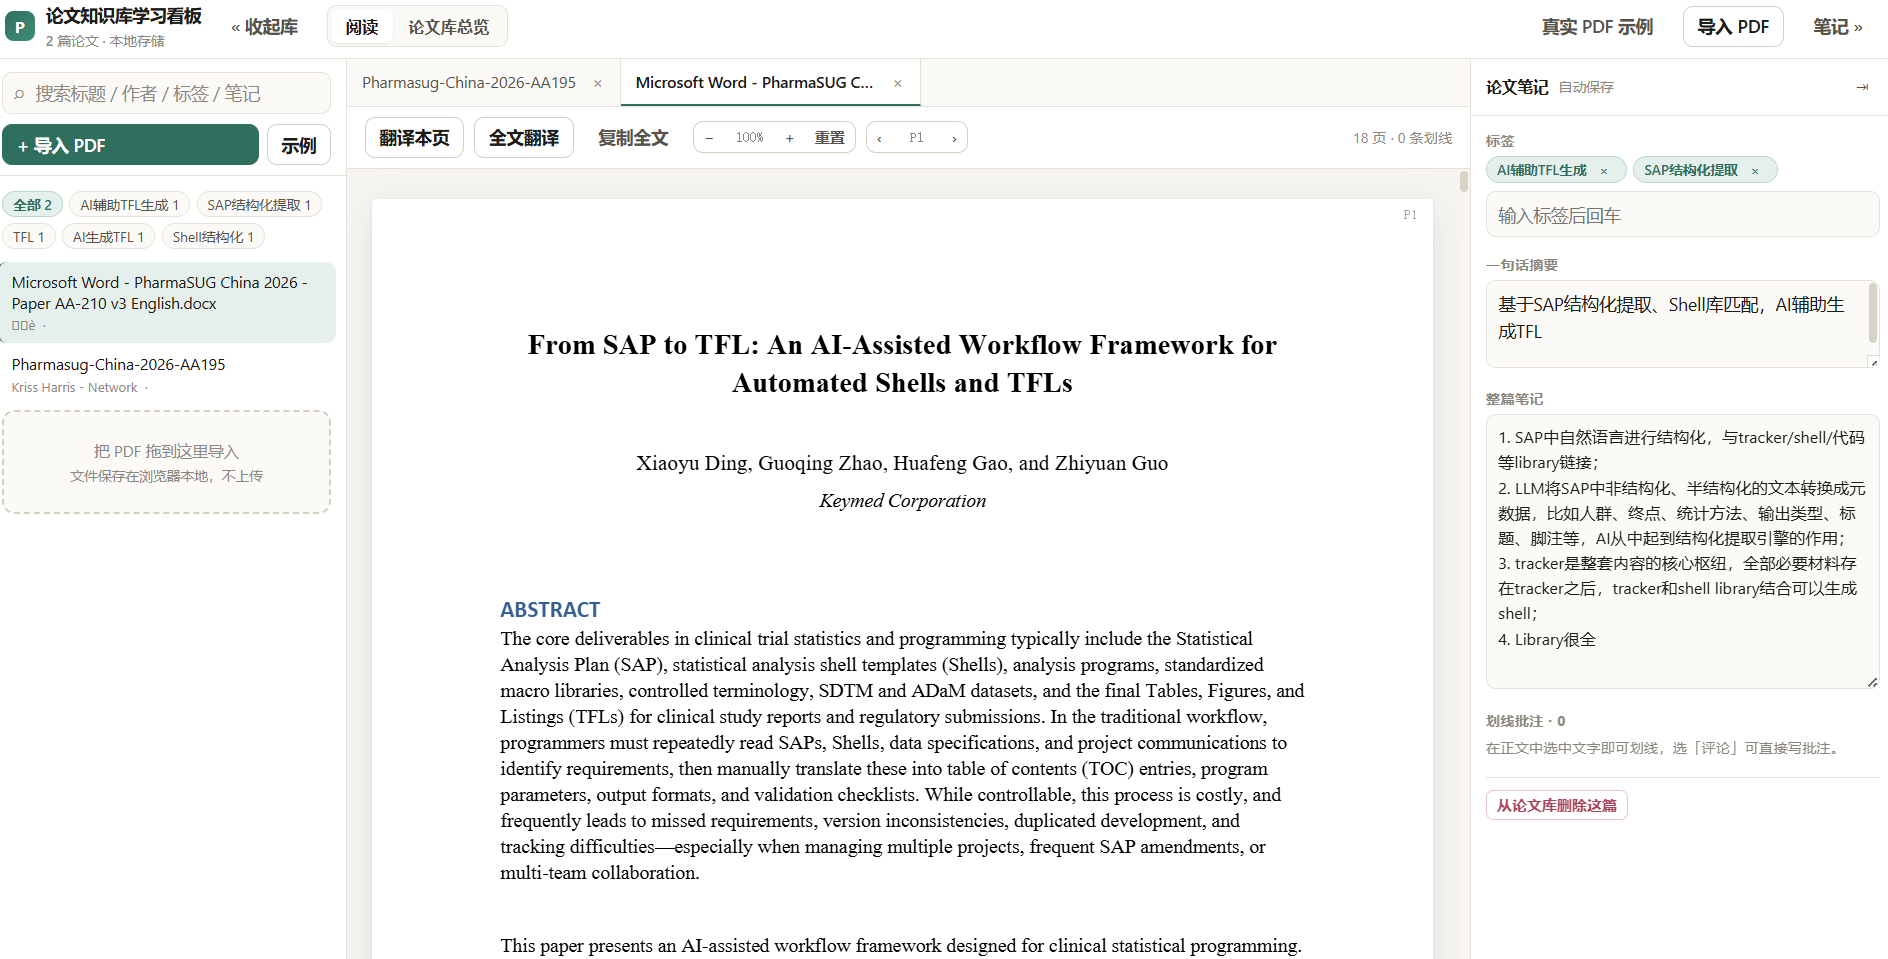 P
论文知识库学习看板
2 篇论文 · 本地存储
« 收起库
阅读
论文库总览
真实 PDF 示例
导入 PDF
笔记 »
搜索标题 / 作者 / 标签 / 笔记
+ 导入 PDF
示例
全部 2
AI辅助TFL生成 1
SAP结构化提取 1
TFL 1
AI生成TFL 1
Shell结构化 1
Microsoft Word - PharmaSUG China 2026 -
Paper AA-210 v3 English.docx
è ·
Pharmasug-China-2026-AA195
Kriss Harris - Network ·
把 PDF 拖到这里导入
文件保存在浏览器本地，不上传
Pharmasug-China-2026-AA195 ×
Microsoft Word - PharmaSUG C... ×
翻译本页
全文翻译
复制全文
− 100% + 重置
‹ P1 ›
18 页 · 0 条划线
P1
From SAP to TFL: An AI-Assisted Workflow Framework for
Automated Shells and TFLs
Xiaoyu Ding, Guoqing Zhao, Huafeng Gao, and Zhiyuan Guo
Keymed Corporation
ABSTRACT
The core deliverables in clinical trial statistics and programming typically include the Statistical
Analysis Plan (SAP), statistical analysis shell templates (Shells), analysis programs, standardized
macro libraries, controlled terminology, SDTM and ADaM datasets, and the final Tables, Figures, and
Listings (TFLs) for clinical study reports and regulatory submissions. In the traditional workflow,
programmers must repeatedly read SAPs, Shells, data specifications, and project communications to
identify requirements, then manually translate these into table of contents (TOC) entries, program
parameters, output formats, and validation checklists. While controllable, this process is costly, and
frequently leads to missed requirements, version inconsistencies, duplicated development, and
tracking difficulties—especially when managing multiple projects, frequent SAP amendments, or
multi-team collaboration.
This paper presents an AI-assisted workflow framework designed for clinical statistical programming.
论文笔记 自动保存
标签
AI辅助TFL生成 ×
SAP结构化提取 ×
输入标签后回车
一句话摘要
基于SAP结构化提取、Shell库匹配，AI辅助生
成TFL
整篇笔记
1. SAP中自然语言进行结构化，与tracker/shell/代码
等library链接；
2. LLM将SAP中非结构化、半结构化的文本转换成元
数据，比如人群、终点、统计方法、输出类型、标
题、脚注等，AI从中起到结构化提取引擎的作用；
3. tracker是整套内容的核心枢纽，全部必要材料存
在tracker之后，tracker和shell library结合可以生成
shell；
4. Library很全
划线批注 · 0
在正文中选中文字即可划线，选「评论」可直接写批注。
从论文库删除这篇